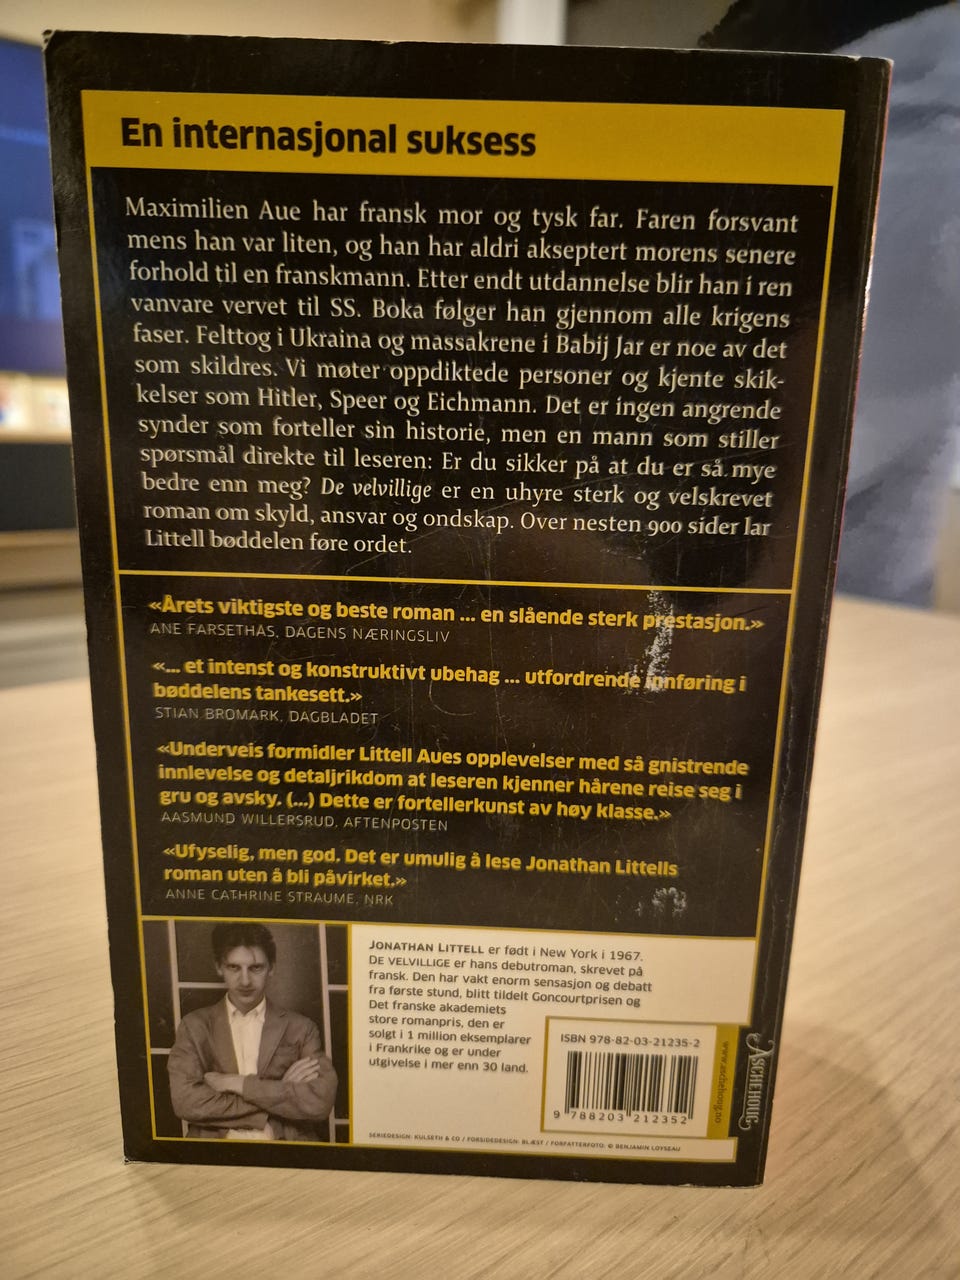 En internasjonal suksess
Maximilien Aue har fransk mor og tysk far. Faren forsvant
mens han var liten, og han har aldri akseptert morens senere
forhold til en franskmann. Etter endt utdannelse blir han i ren
vanvare vervet til SS. Boka følger han gjennom alle krigens
faser. Felttog i Ukraina og massakrene i Babij Jar er noe av det
som skildres. Vi møter oppdiktede personer og kjente skik-
kelser som Hitler, Speer og Eichmann. Det er ingen angrende
synder som forteller sin historie, men en mann som stiller
spørsmål direkte til leseren: Er du sikker på at du er så mye
bedre enn meg? De velvillige er en uhyre sterk og velskrevet
roman om skyld, ansvar og ondskap. Over nesten 900 sider lar
Littell bøddelen føre ordet.
«Årets viktigste og beste roman ... en slående sterk prestasjon.»
ANE FARSETHÅS, DAGENS NÆRINGSLIV
«... et intenst og konstruktivt ubehag ... utfordrende innføring i
bøddelens tankesett.»
STIAN BROMARK, DAGBLADET
«Underveis formidler Littell Aues opplevelser med så gnistrende
innlevelse og detaljrikdom at leseren kjenner hårene reise seg i
gru og avsky. (...) Dette er fortellerkunst av høy klasse.»
AASMUND WILLERSRUD, AFTENPOSTEN
«Ufyselig, men god. Det er umulig å lese Jonathan Littells
roman uten å bli påvirket.»
ANNE CATHRINE STRAUME, NRK
JONATHAN LITTELL er født i New York i 1967.
DE VELVILLIGE er hans debutroman, skrevet på
fransk. Den har vakt enorm sensasjon og debatt
fra første stund, blitt tildelt Goncourtprisen og
Det franske akademiets
store romanpris, den er
solgt i 1 million eksemplarer
i Frankrike og er under
utgivelse i mer enn 30 land.
ISBN 978-82-03-21235-2
9 788203 212352
www.aschehoug.no
ASCHEHOUG
SERIEDESIGN: KULSETH & CO / FORSIDEDESIGN: BLÆST / FORFATTERFOTO: © BENJAMIN LOYSEAU